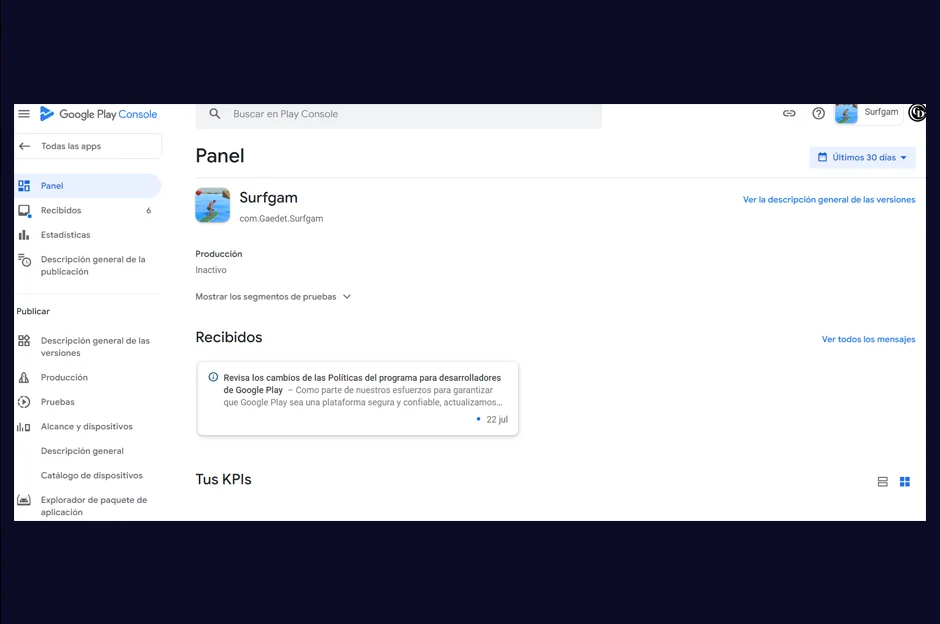 Google Play Console
Buscar en Play Console
Surfgam
Todas las apps
Panel
Recibidos 6
Estadísticas
Descripción general de la
publicación
Publicar
Descripción general de las
versiones
Producción
Pruebas
Alcance y dispositivos
Descripción general
Catálogo de dispositivos
Explorador de paquete de
aplicación
Panel
Últimos 30 días
Surfgam
com.Gaedet.Surfgam
Ver la descripción general de las versiones
Producción
Inactivo
Mostrar los segmentos de pruebas
Recibidos
Ver todos los mensajes
Revisa los cambios de las Políticas del programa para desarrolladores
de Google Play – Como parte de nuestros esfuerzos para garantizar
que Google Play sea una plataforma segura y confiable, actualizamos...
22 jul
Tus KPIs